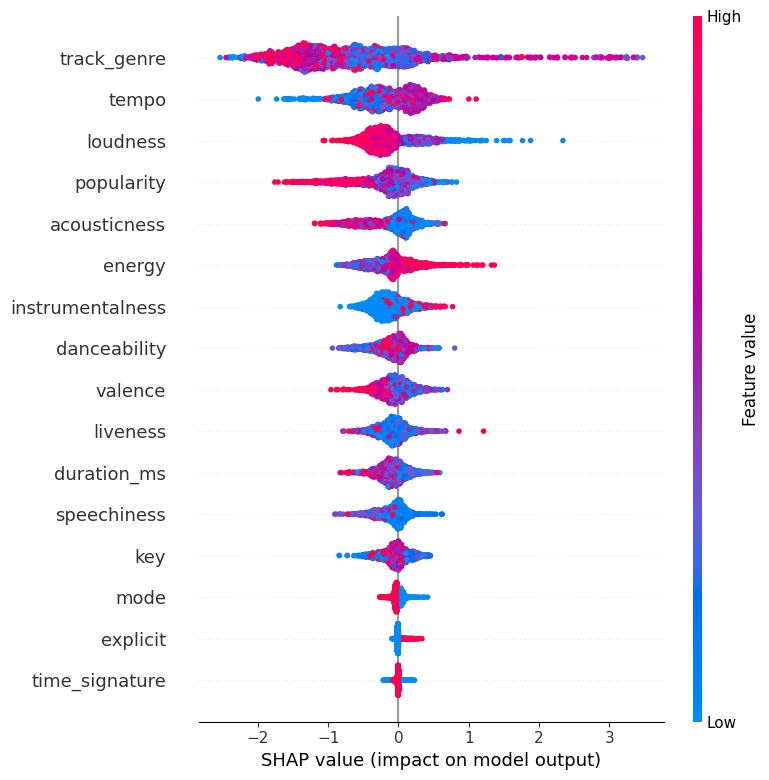 High
track_genre
tempo
loudness
popularity
acousticness
energy
instrumentalness
danceability
valence
liveness
duration_ms
speechiness
key
mode
explicit
time_signature
Feature value
Low
−2 −1 0 1 2 3
SHAP value (impact on model output)